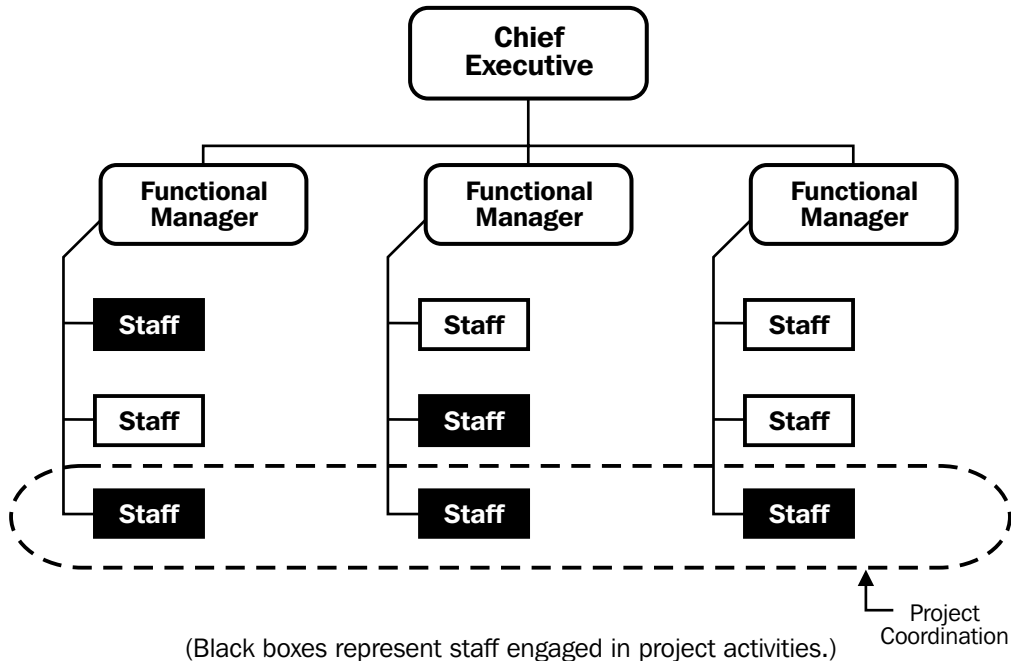 Chief
Executive
Functional
Manager
Functional
Manager
Functional
Manager
Staff
Staff
Staff
Staff
Staff
Staff
Staff
Staff
Staff
Project
Coordination
(Black boxes represent staff engaged in project activities.)